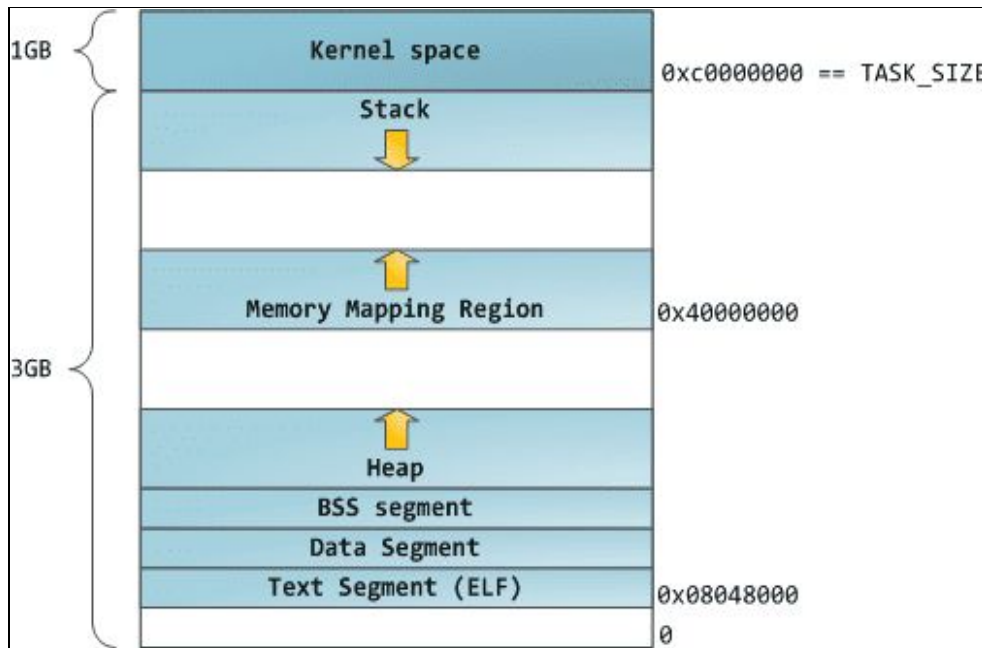 1GB
Kernel space
0xc0000000 == TASK_SIZE
Stack
Memory Mapping Region
0x40000000
3GB
Heap
BSS segment
Data Segment
Text Segment (ELF)
0x08048000
0